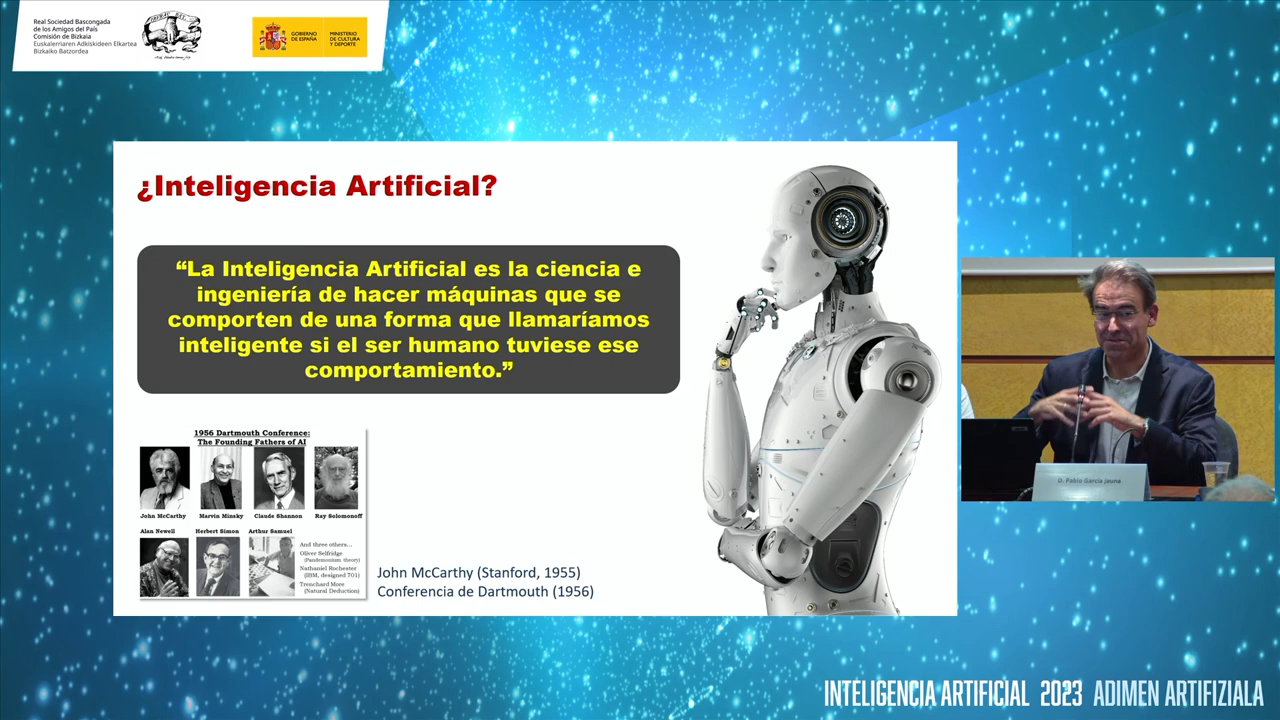 Real Sociedad Bascongada
de los Amigos del País
Comisión de Bizkaia
Euskalerriaren Adkiskideen Elkartea
Bizkaiko Batzordea
GOBIERNO
DE ESPAÑA
MINISTERIO
DE CULTURA
Y DEPORTE
¿Inteligencia Artificial?
“La Inteligencia Artificial es la ciencia e
ingeniería de hacer máquinas que se
comporten de una forma que llamaríamos
inteligente si el ser humano tuviese ese
comportamiento.”
1956 Dartmouth Conference:
The Founding Fathers of AI
John McCarthy
Marvin Minsky
Claude Shannon
Ray Solomonoff
Alan Newell
Herbert Simon
Arthur Samuel
And three others...
Oliver Selfridge
(Pandemonium theory)
Nathaniel Rochester
(IBM, designed 701)
Trenchard More
(Natural Deduction)
John McCarthy (Stanford, 1955)
Conferencia de Dartmouth (1956)
D. Pablo García
INTELIGENCIA ARTIFICIAL 2023 ADIMEN ARTIFIZIALA